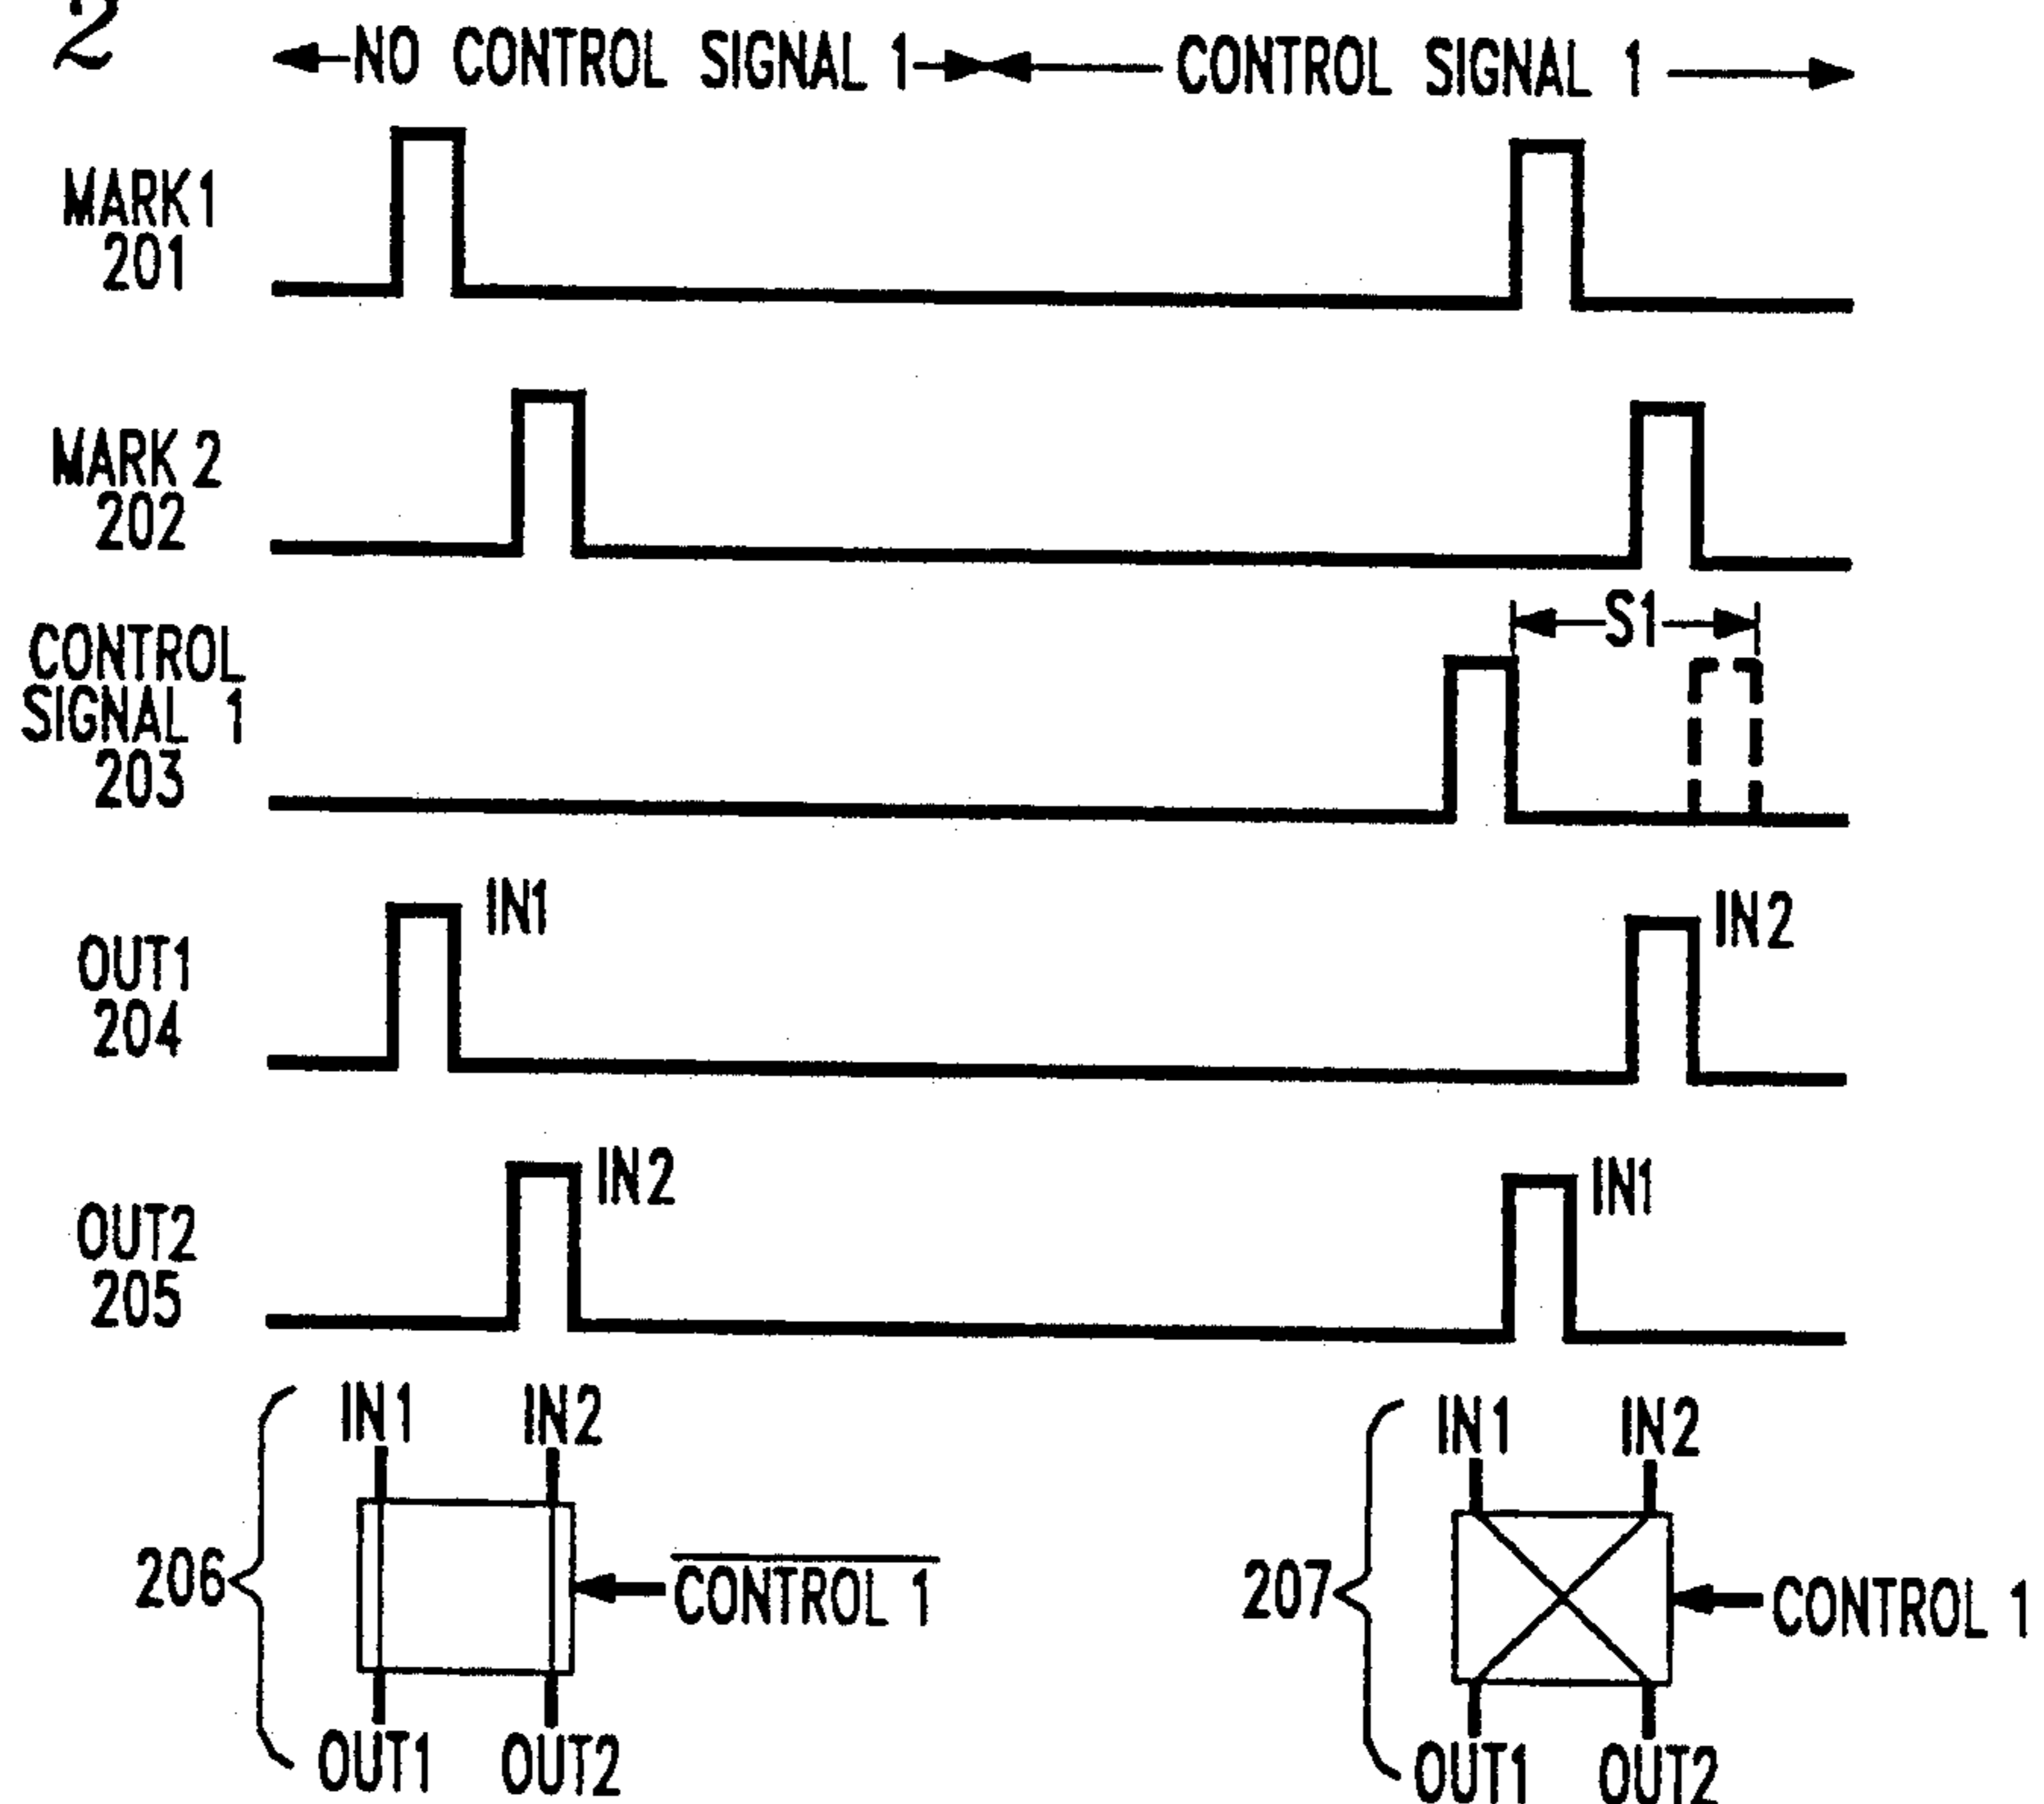 2
NO CONTROL SIGNAL 1
CONTROL SIGNAL 1
MARK 1
201
MARK 2
202
S1
CONTROL
SIGNAL 1
203
IN1
IN2
OUT1
204
IN2
IN1
OUT2
205
IN1
IN2
IN1
IN2
206
CONTROL 1
207
CONTROL 1
OUT1
OUT2
OUT1
OUT2